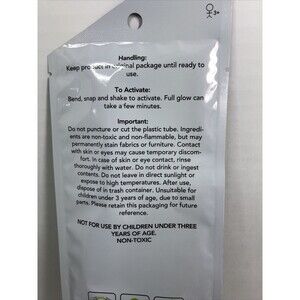 3+
Handling:
Keep product in original package until ready to
use.
To Activate:
Bend, snap and shake to activate. Full glow can
take a few minutes.
Important:
Do not puncture or cut the plastic tube. Ingredi-
ents are non-toxic and non-flammable, but may
permanently stain fabrics or furniture. Contact
with skin or eyes may cause temporary discom-
fort. In case of skin or eye contact, rinse
thoroughly with water. Do not drink or ingest
contents. Do not leave in direct sunlight or
expose to high temperatures. After use,
dispose of in trash container. Unsuitable for
children under 3 years of age, due to small
parts. Please retain this packaging for future
reference.
NOT FOR USE BY CHILDREN UNDER THREE
YEARS OF AGE.
NON-TOXIC